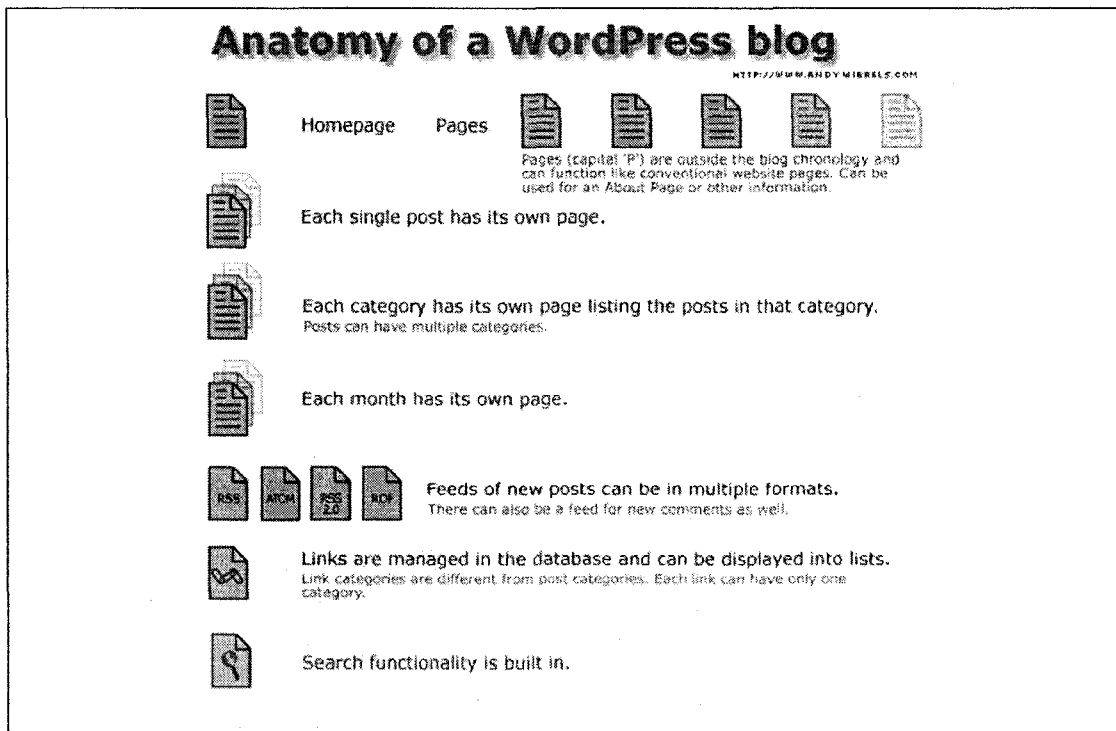 Anatomy of a WordPress blog
HTTP://WWW.ANDYWIBBELS.COM
Homepage Pages
Pages (capital 'P') are outside the blog chronology and
can function like conventional website pages. Can be
used for an About Page or other information.
Each single post has its own page.
Each category has its own page listing the posts in that category.
Posts can have multiple categories.
Each month has its own page.
RSS ATOM RSS 2.0 RDF
Feeds of new posts can be in multiple formats.
There can also be a feed for new comments as well.
Links are managed in the database and can be displayed into lists.
Link categories are different from post categories. Each link can have only one
category.
Search functionality is built in.